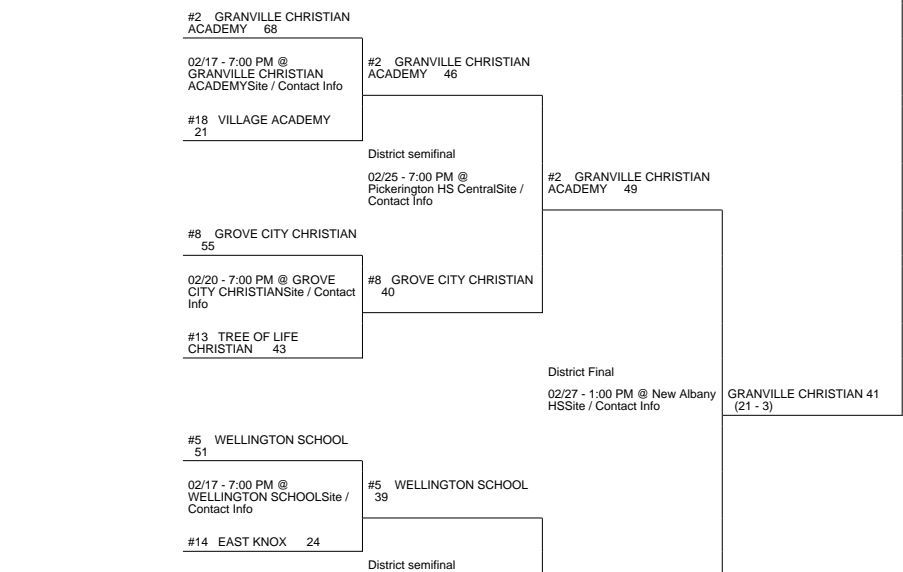 #2 GRANVILLE CHRISTIAN
ACADEMY 68
02/17 - 7:00 PM @
GRANVILLE CHRISTIAN
ACADEMYSite / Contact Info
#18 VILLAGE ACADEMY
21
#2 GRANVILLE CHRISTIAN
ACADEMY 46
District semifinal
02/25 - 7:00 PM @
Pickerington HS CentralSite /
Contact Info
#2 GRANVILLE CHRISTIAN
ACADEMY 49
#8 GROVE CITY CHRISTIAN
55
02/20 - 7:00 PM @ GROVE
CITY CHRISTIANSite / Contact
Info
#13 TREE OF LIFE
CHRISTIAN 43
#8 GROVE CITY CHRISTIAN
40
District Final
02/27 - 1:00 PM @ New Albany
HSSite / Contact Info
GRANVILLE CHRISTIAN 41
(21 - 3)
#5 WELLINGTON SCHOOL
51
02/17 - 7:00 PM @
WELLINGTON SCHOOLSite /
Contact Info
#14 EAST KNOX 24
#5 WELLINGTON SCHOOL
39
District semifinal